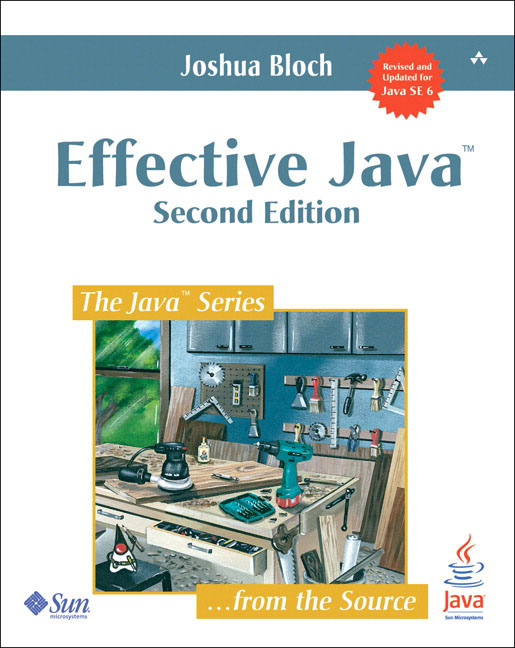 Joshua Bloch
Revised and
Updated for
Java SE 6
Effective Java™
Second Edition
The Java™ Series
...from the Source
Sun
microsystems
Java
Sun Microsystems